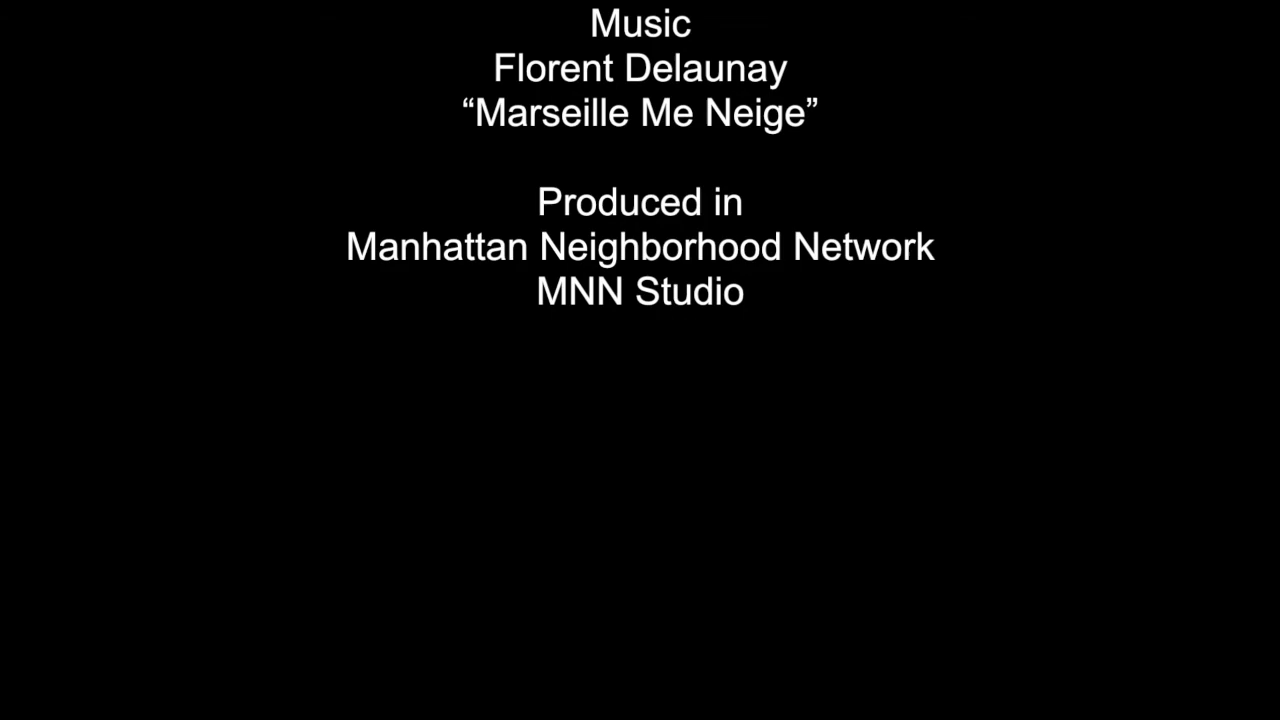 Music
Florent Delaunay
“Marseille Me Neige”
Produced in
Manhattan Neighborhood Network
MNN Studio